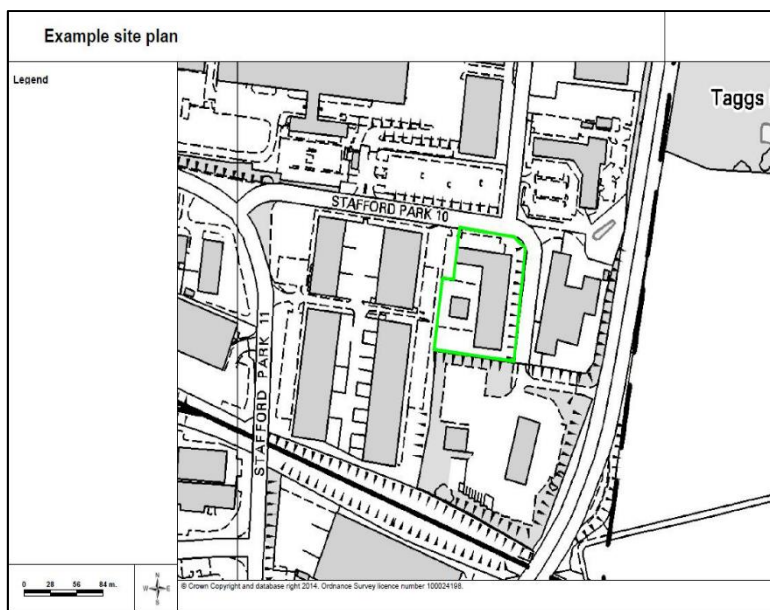 Example site plan
Legend
Taggs
STAFFORD PARK 10
STAFFORD PARK 11
0 28 56 84 m.
N
W E
S
© Crown Copyright and database right 2014. Ordnance Survey licence number 100024198.